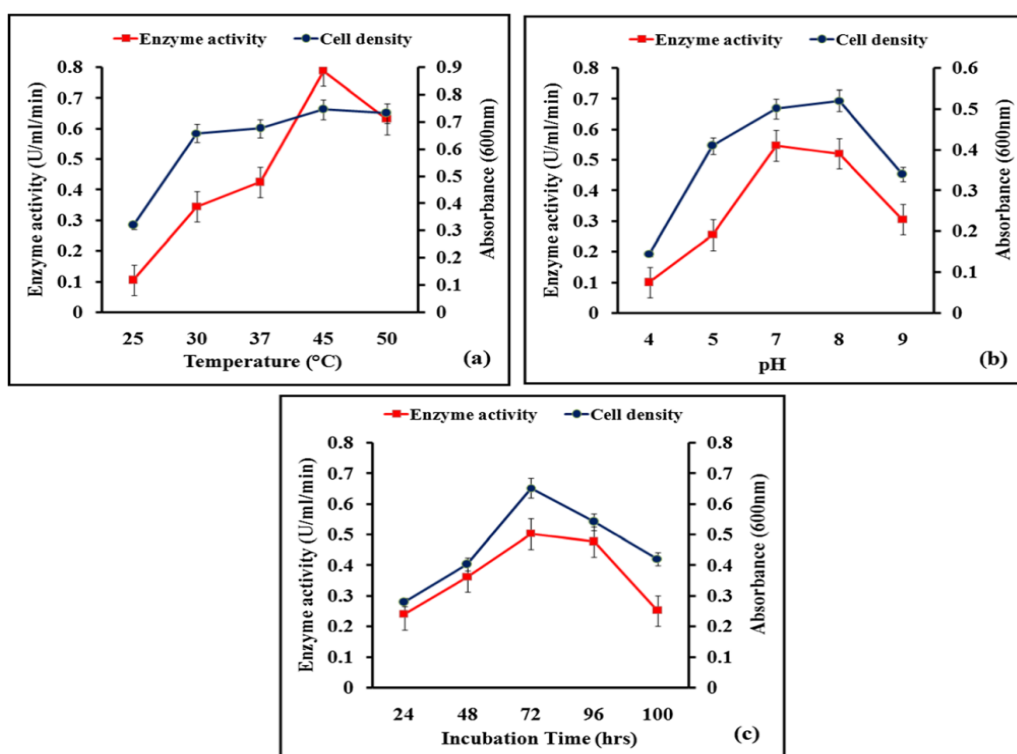 Enzyme activity Cell density
Enzyme activity (U/ml/min)
0.8
0.7
0.6
0.5
0.4
0.3
0.2
0.1
0
0.9
0.8
0.7
0.6
0.5
0.4
0.3
0.2
0.1
0
Absorbance (600nm)
25 30 37 45 50
Temperature (°C)
(a)
Enzyme activity Cell density
Enzyme activity (U/ml/min)
0.8
0.7
0.6
0.5
0.4
0.3
0.2
0.1
0
0.6
0.5
0.4
0.3
0.2
0.1
0
Absorbance (600nm)
4 5 7 8 9
pH
(b)
Enzyme activity Cell density
Enzyme activity (U/ml/min)
0.8
0.7
0.6
0.5
0.4
0.3
0.2
0.1
0
0.8
0.7
0.6
0.5
0.4
0.3
0.2
0.1
0
Absorbance (600nm)
24 48 72 96 100
Incubation Time (hrs)
(c)